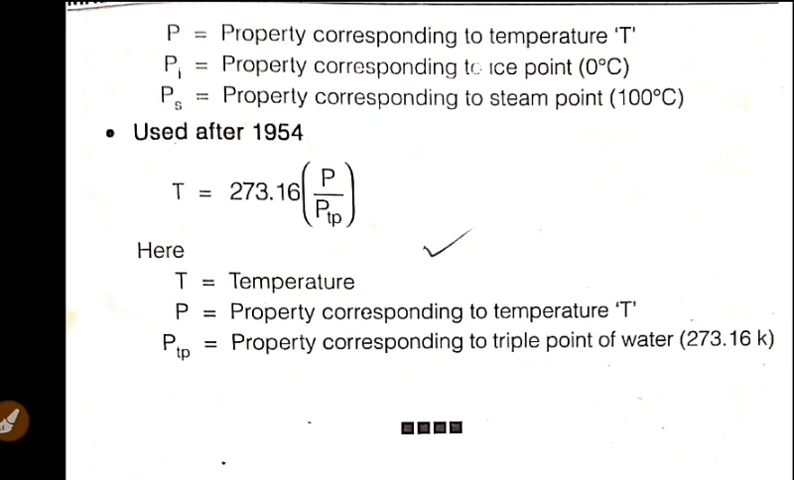 P = Property corresponding to temperature 'T'
Pi = Property corresponding to ice point (0°C)
Ps = Property corresponding to steam point (100°C)
• Used after 1954
T = 273.16(P/Ptp)
Here
T = Temperature
P = Property corresponding to temperature 'T'
Ptp = Property corresponding to triple point of water (273.16 k)